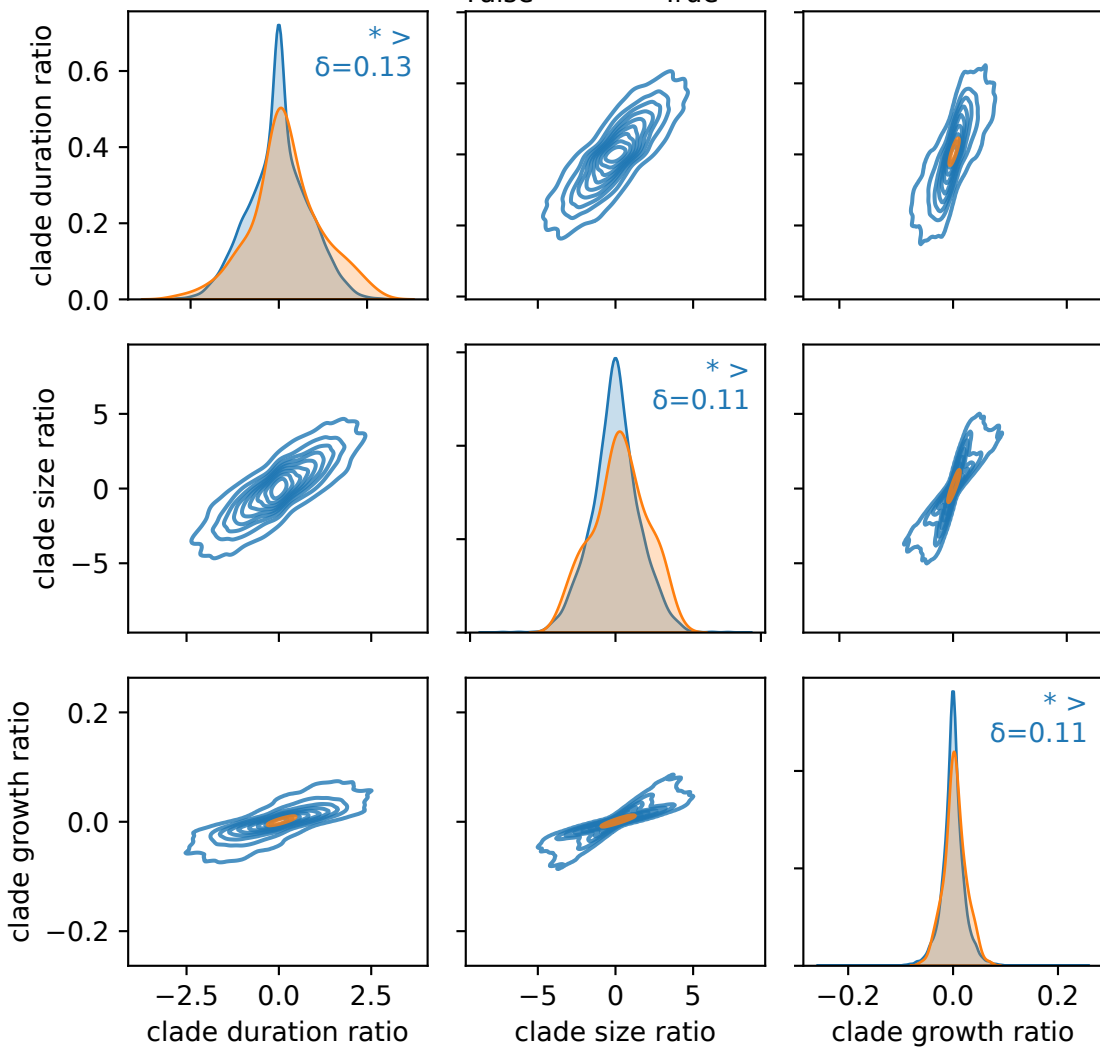 clade duration ratio
0.6
0.4
0.2
0.0
* >
δ=0.13
clade size ratio
5
0
−5
* >
δ=0.11
clade growth ratio
0.2
0.0
−0.2
* >
δ=0.11
−2.5 0.0 2.5
−5 0 5
−0.2 0.0 0.2
clade duration ratio
clade size ratio
clade growth ratio